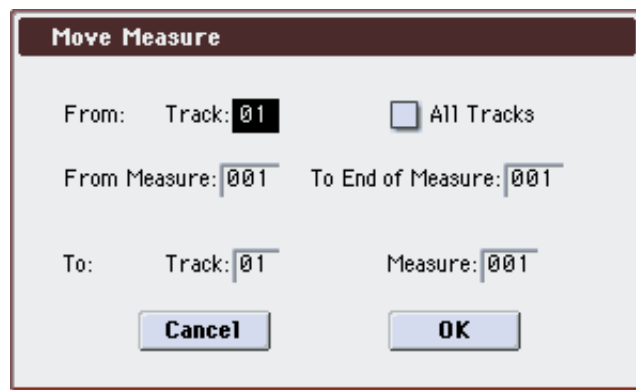 Move Measure
From: Track: 01 All Tracks
From Measure: 001 To End of Measure: 001
To: Track: 01 Measure: 001
Cancel OK